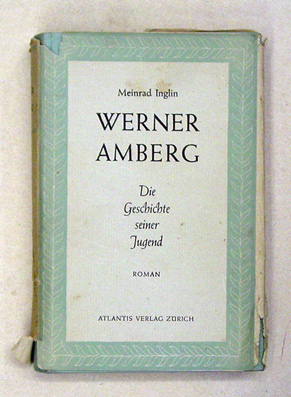 Meinrad Inglin
WERNER
AMBERG
Die
Geschichte
seiner
Jugend
ROMAN
ATLANTIS VERLAG ZÜRICH